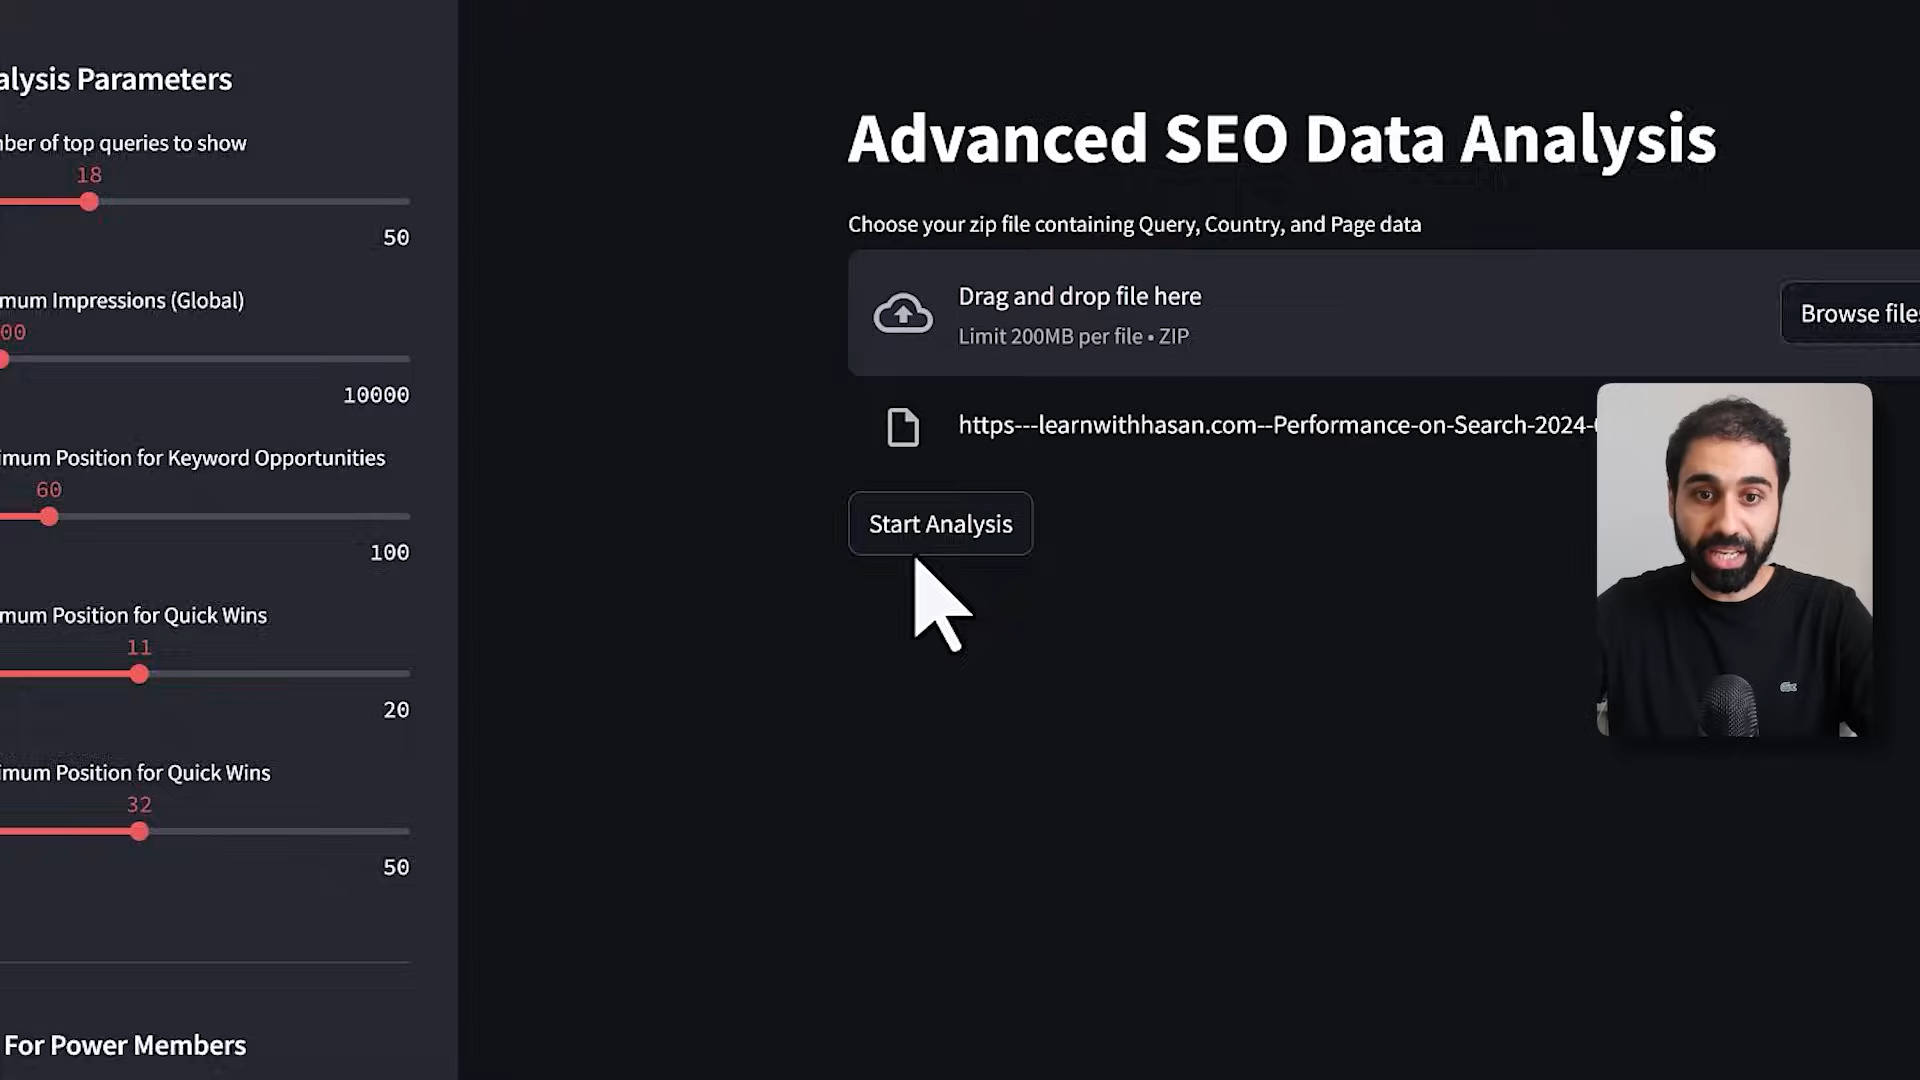 alysis Parameters
ber of top queries to show
18
50
mum Impressions (Global)
00
10000
imum Position for Keyword Opportunities
60
100
mum Position for Quick Wins
11
20
imum Position for Quick Wins
32
50
For Power Members
Advanced SEO Data Analysis
Choose your zip file containing Query, Country, and Page data
Drag and drop file here
Limit 200MB per file • ZIP
Browse files
https---learnwithhasan.com--Performance-on-Search-2024-
Start Analysis